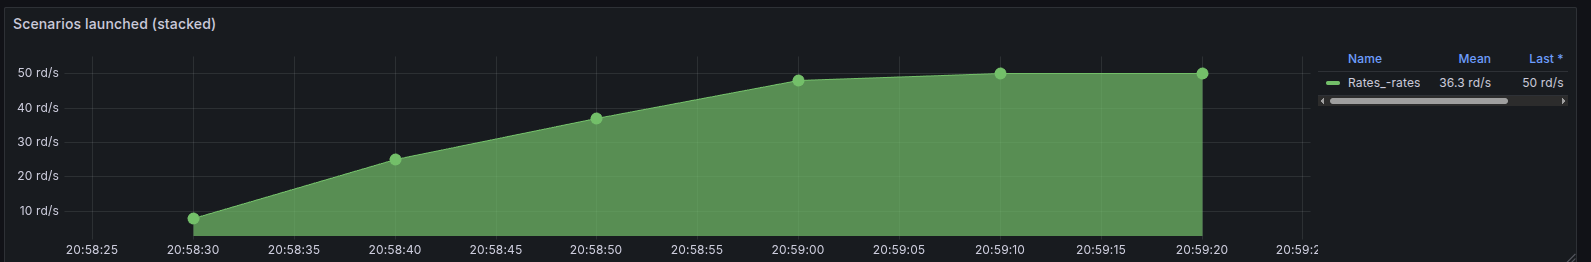 Scenarios launched (stacked)
50 rd/s
40 rd/s
30 rd/s
20 rd/s
10 rd/s
20:58:25 20:58:30 20:58:35 20:58:40 20:58:45 20:58:50 20:58:55 20:59:00 20:59:05 20:59:10 20:59:15 20:59:20 20:59:2
Name Mean Last *
Rates_-rates 36.3 rd/s 50 rd/s